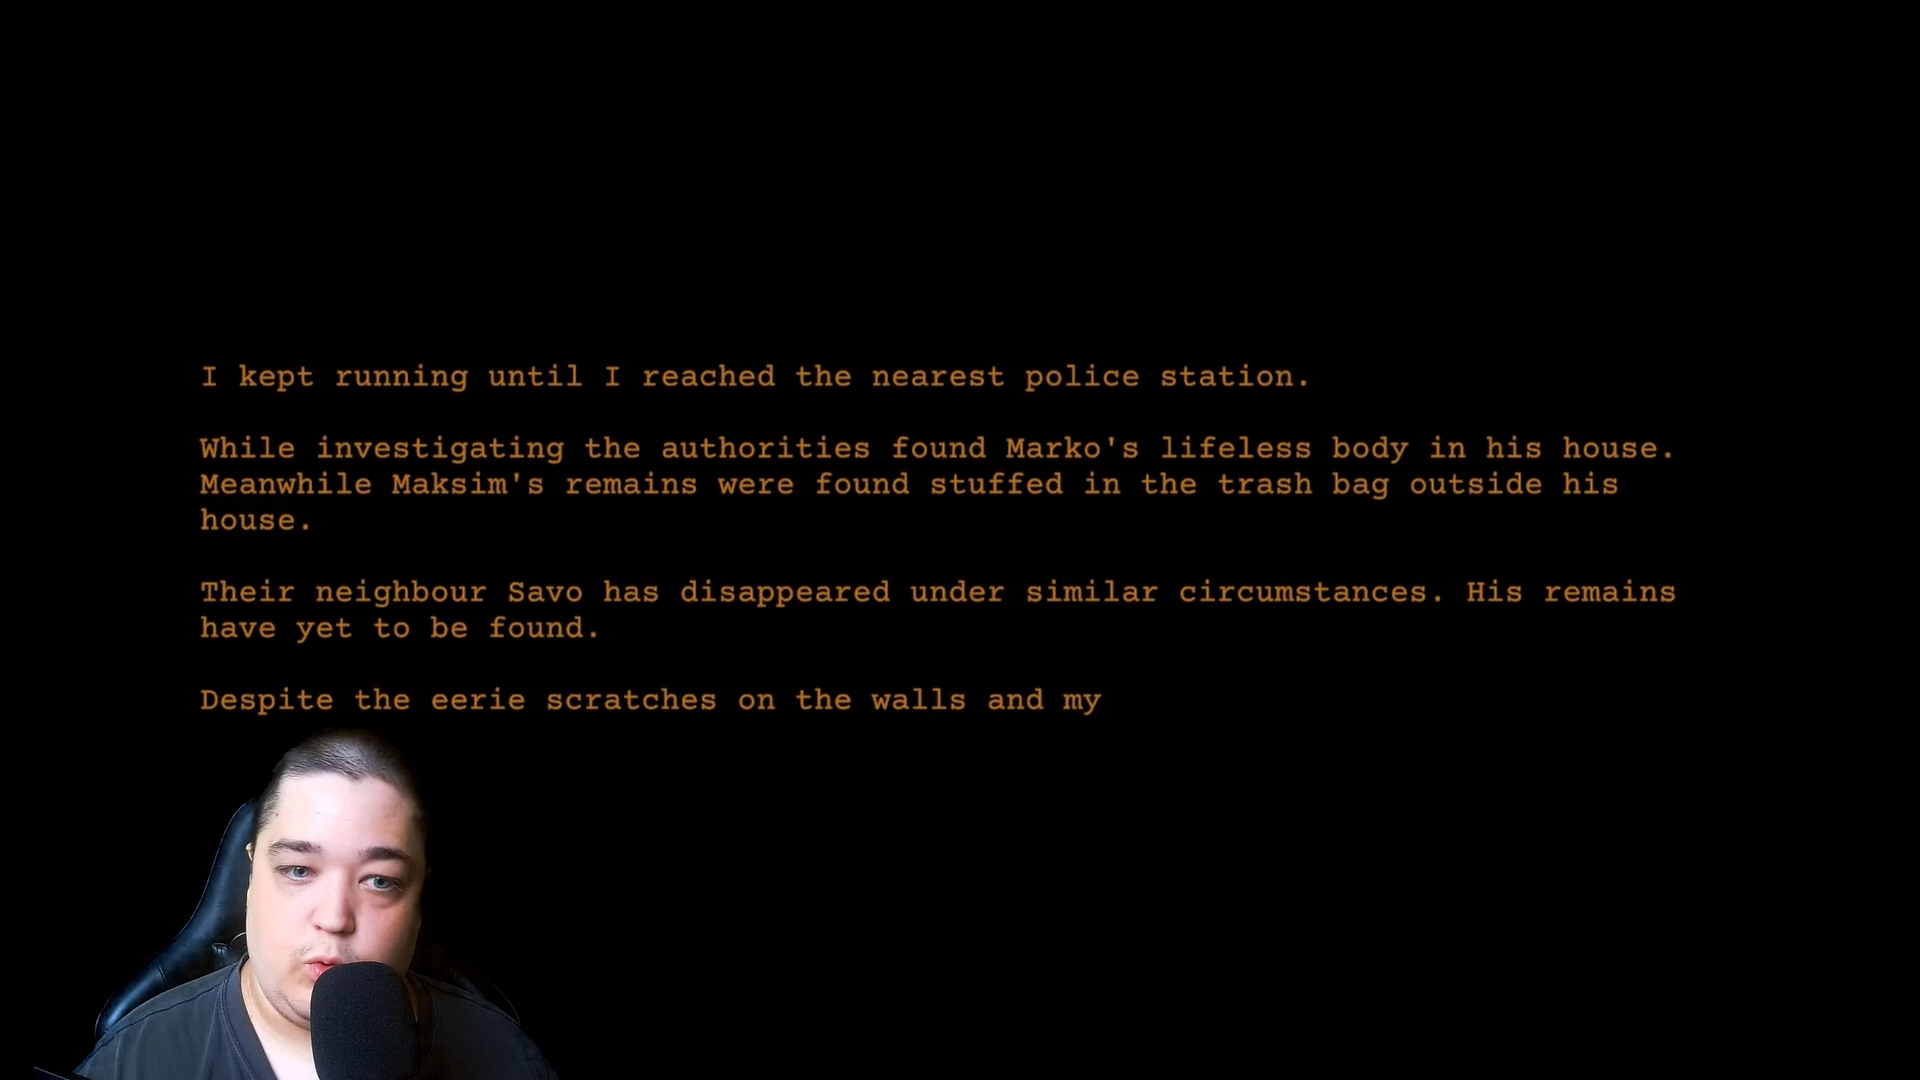 I kept running until I reached the nearest police station.
While investigating the authorities found Marko's lifeless body in his house.
Meanwhile Maksim's remains were found stuffed in the trash bag outside his
house.
Their neighbour Savo has disappeared under similar circumstances. His remains
have yet to be found.
Despite the eerie scratches on the walls and my